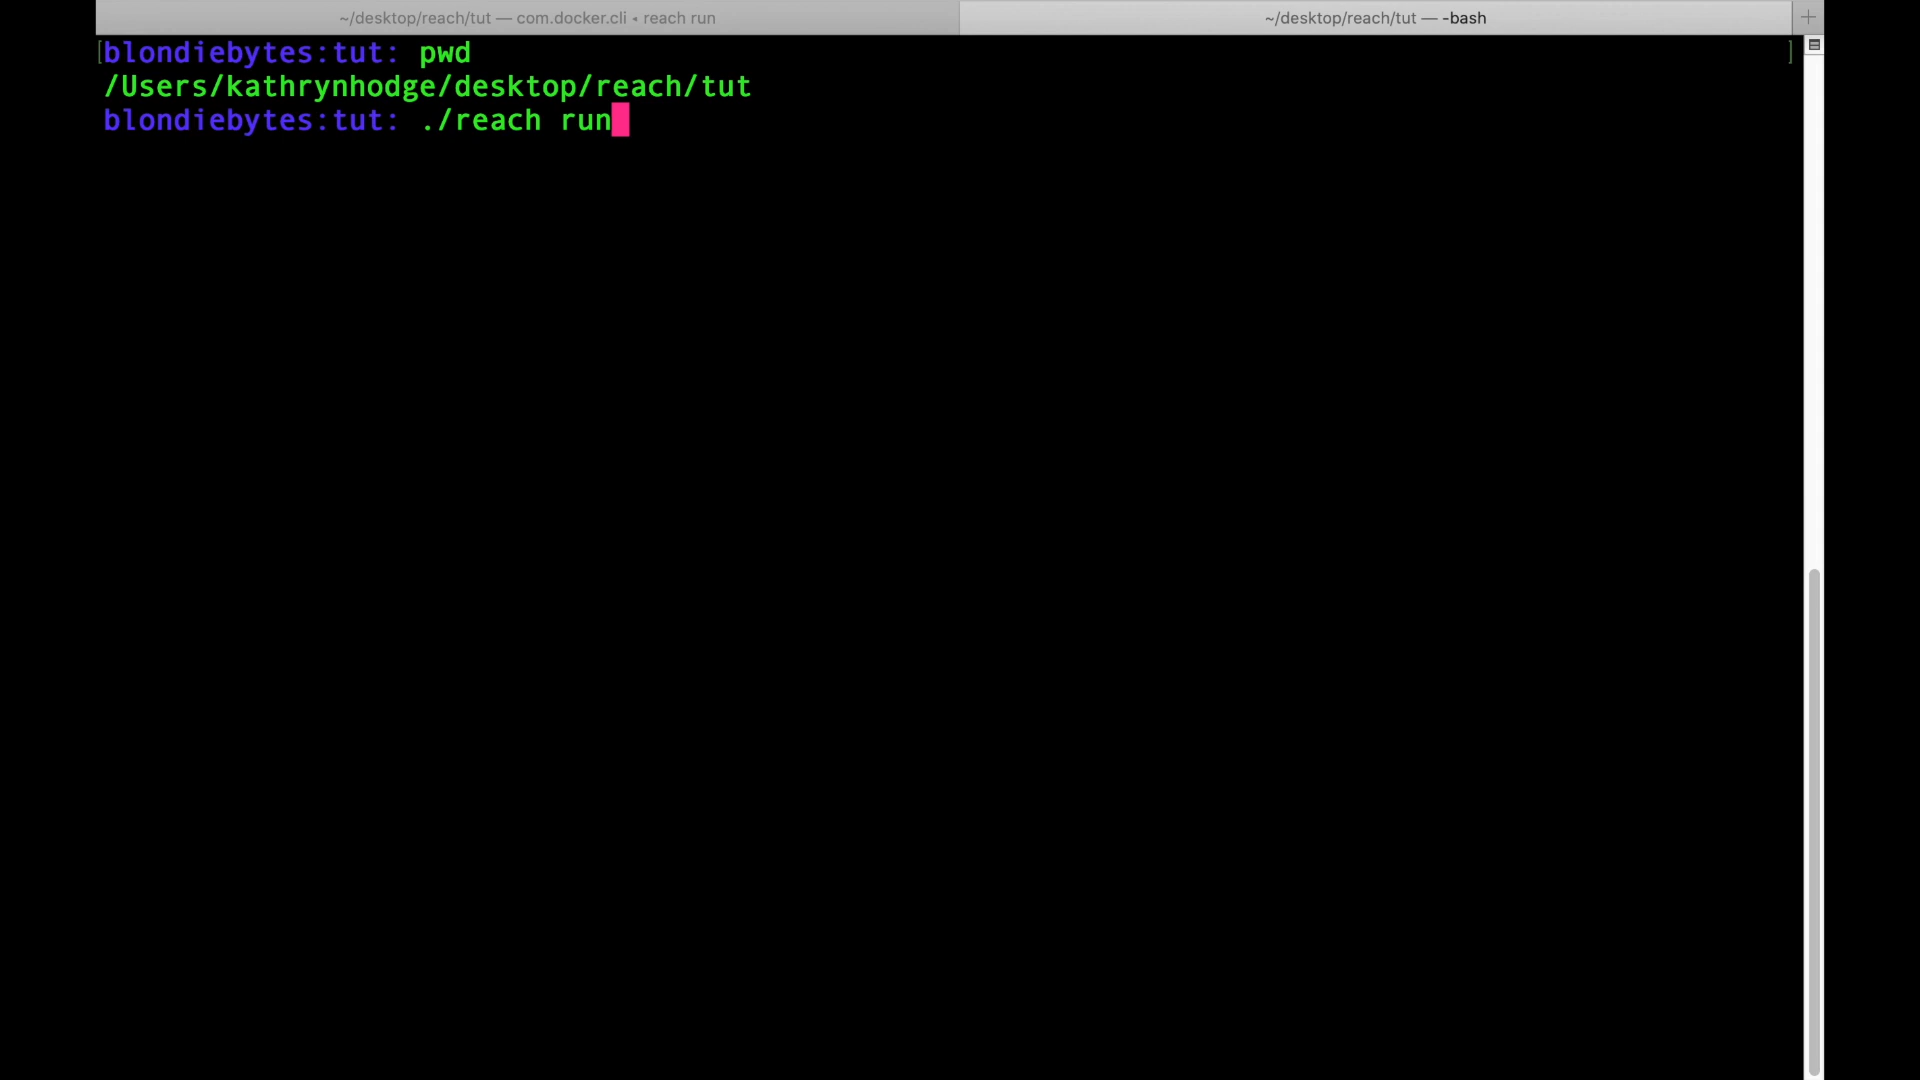 ~/desktop/reach/tut — com.docker.cli ◂ reach run
~/desktop/reach/tut — -bash
[blondiebytes:tut: pwd ]
/Users/kathrynhodge/desktop/reach/tut
blondiebytes:tut: ./reach run